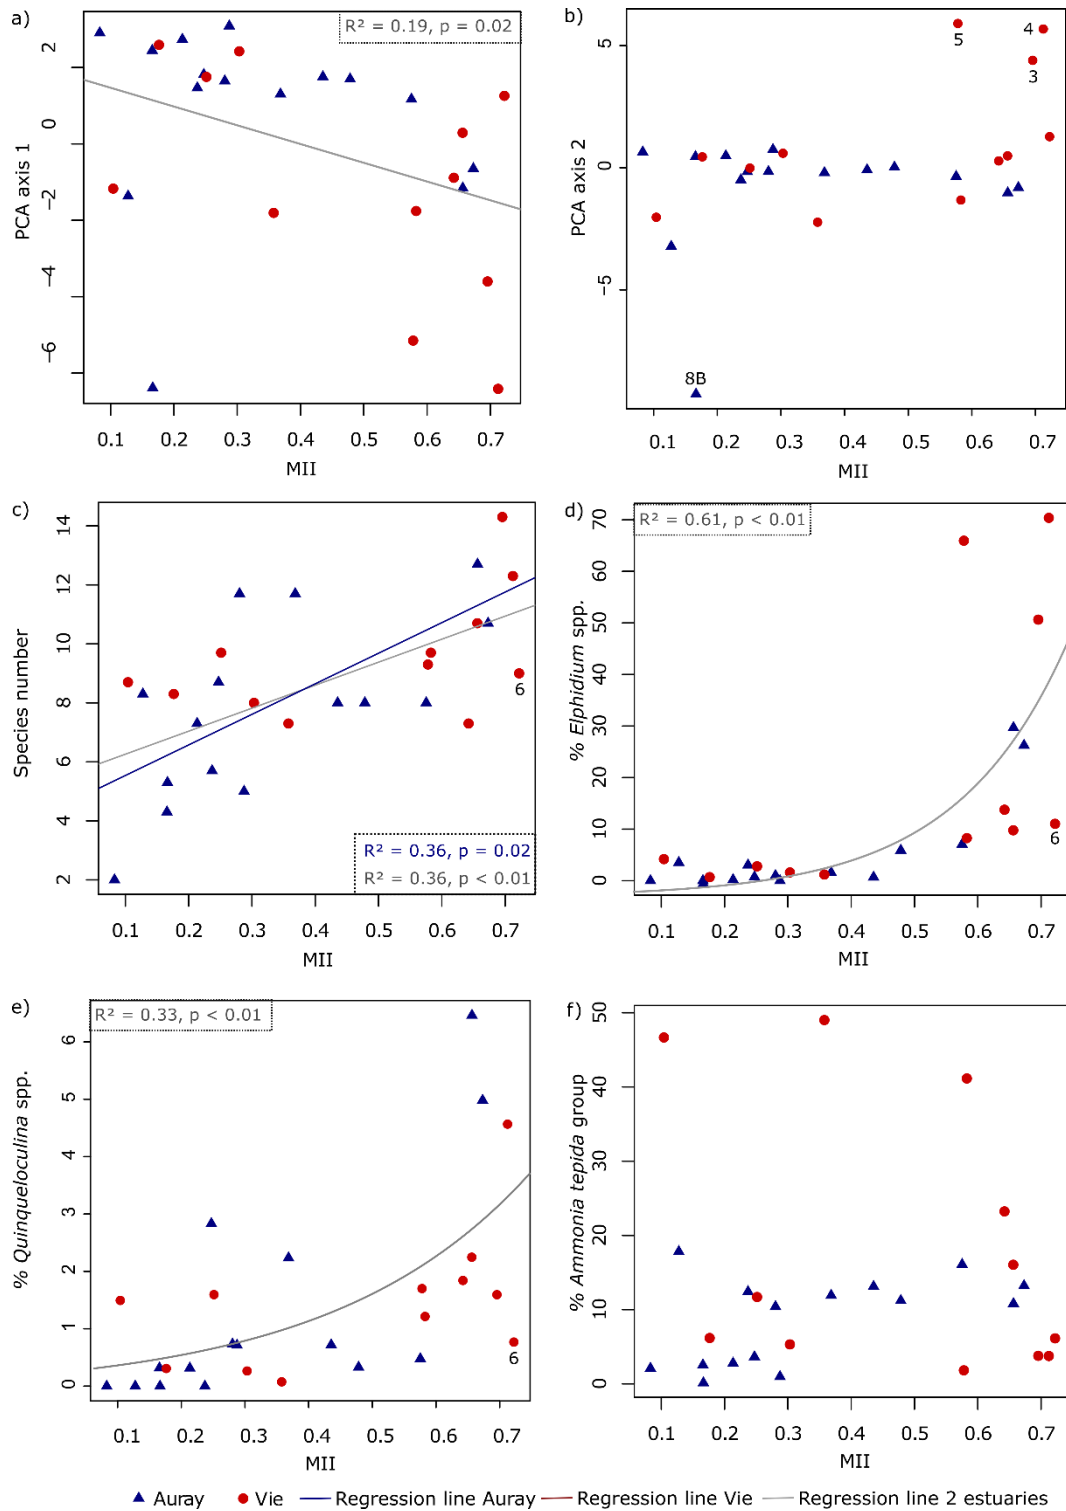 a)
R² = 0.19, p = 0.02
PCA axis 1
2
0
−2
−4
−6
0.1 0.2 0.3 0.4 0.5 0.6 0.7
MII
b)
5
4
3
8B
PCA axis 2
5
0
−5
0.1 0.2 0.3 0.4 0.5 0.6 0.7
MII
c)
Species number
14
12
10
8
6
4
2
6
R² = 0.36, p = 0.02
R² = 0.36, p < 0.01
0.1 0.2 0.3 0.4 0.5 0.6 0.7
MII
d)
R² = 0.61, p < 0.01
% Elphidium spp.
70
60
50
40
30
20
10
0
6
0.1 0.2 0.3 0.4 0.5 0.6 0.7
MII
e)
R² = 0.33, p < 0.01
% Quinqueloculina spp.
6
5
4
3
2
1
0
6
0.1 0.2 0.3 0.4 0.5 0.6 0.7
MII
f)
% Ammonia tepida group
50
40
30
20
10
0
0.1 0.2 0.3 0.4 0.5 0.6 0.7
MII
Auray Vie Regression line Auray Regression line Vie Regression line 2 estuaries